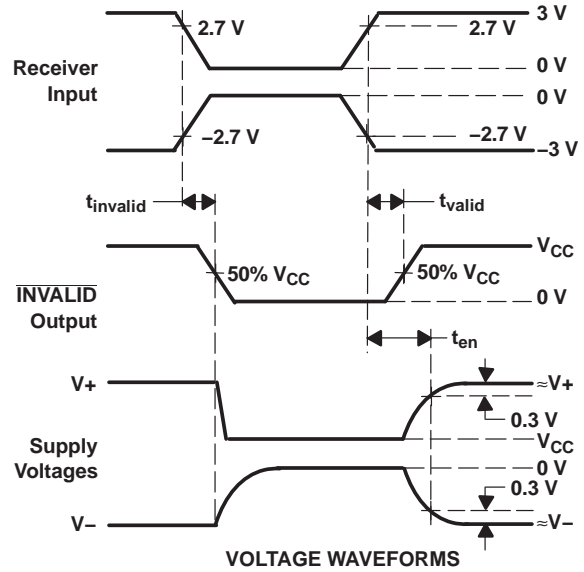 3 V
2.7 V
2.7 V
Receiver
Input
0 V
0 V
–2.7 V
–2.7 V
–3 V
tinvalid
tvalid
VCC
50% VCC
50% VCC
INVALID
Output
0 V
ten
V+
≈V+
0.3 V
Supply
Voltages
VCC
0 V
0.3 V
V–
≈V–
VOLTAGE WAVEFORMS